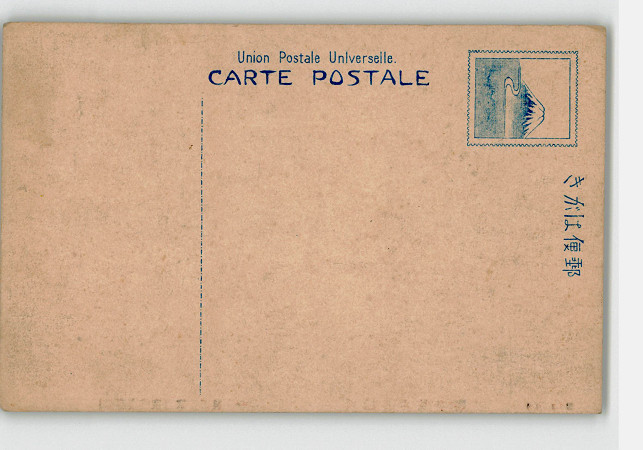 Union Postale Universelle.
CARTE POSTALE
郵便はがき